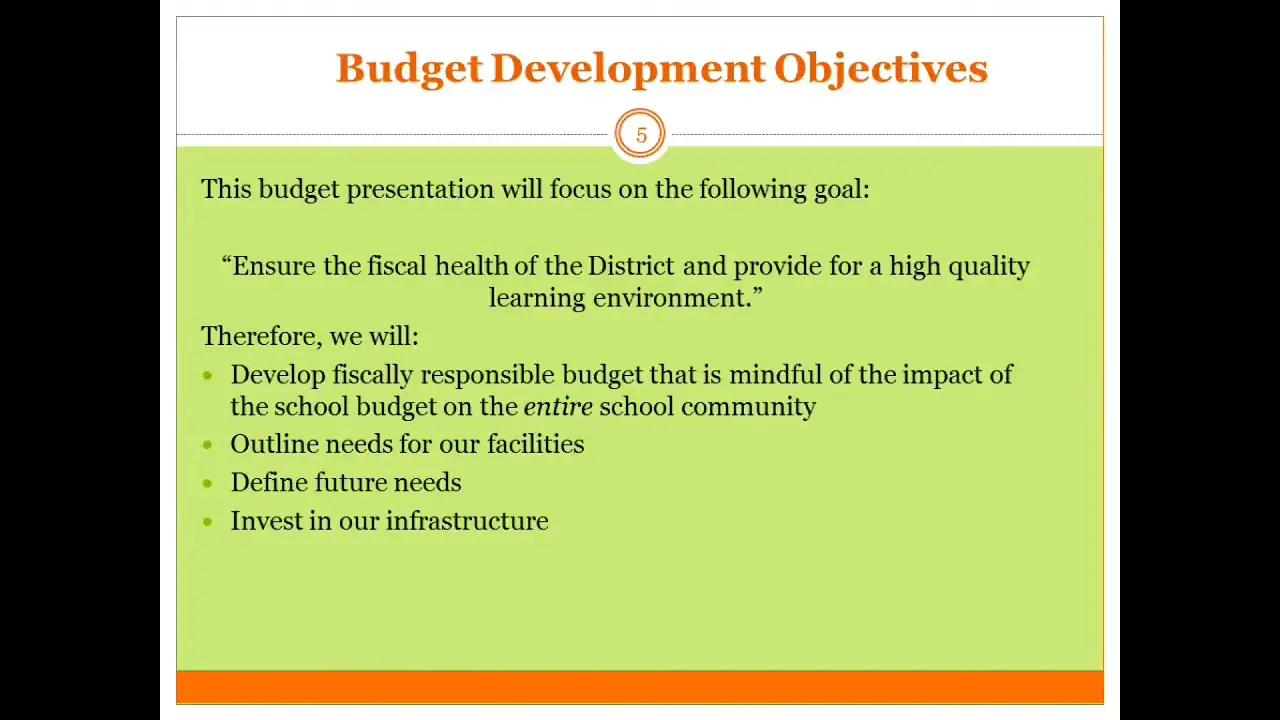 Budget Development Objectives
5
This budget presentation will focus on the following goal:
“Ensure the fiscal health of the District and provide for a high quality
learning environment.”
Therefore, we will:
• Develop fiscally responsible budget that is mindful of the impact of
the school budget on the entire school community
• Outline needs for our facilities
• Define future needs
• Invest in our infrastructure